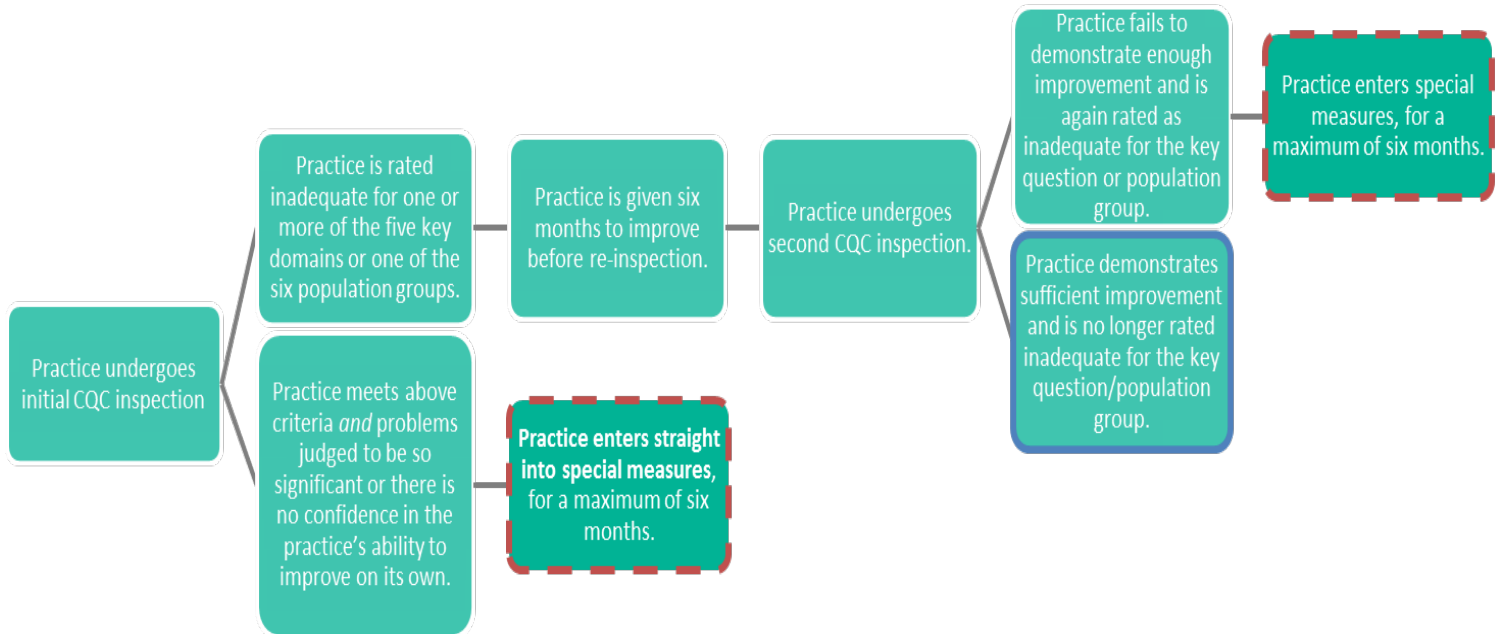 Practice undergoes
initial CQC inspection
Practice is rated
inadequate for one or
more of the five key
domains or one of the
six population groups.
Practice is given six
months to improve
before re-inspection.
Practice undergoes
second CQC inspection.
Practice fails to
demonstrate enough
improvement and is
again rated as
inadequate for the key
question or population
group.
Practice enters special
measures, for a
maximum of six months.
Practice demonstrates
sufficient improvement
and is no longer rated
inadequate for the key
question/population
group.
Practice meets above
criteria and problems
judged to be so
significant or there is
no confidence in the
practice’s ability to
improve on its own.
Practice enters straight
into special measures,
for a maximum of six
months.